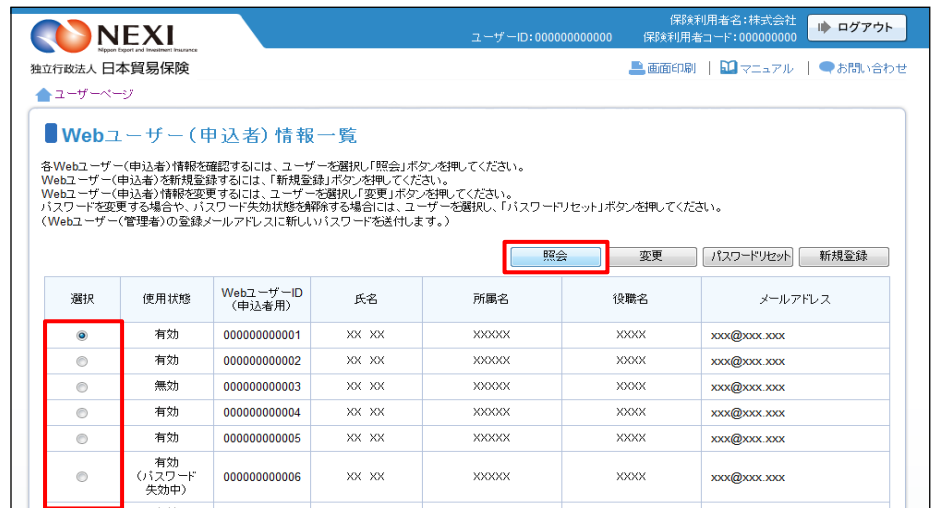 NEXI
Nippon Export and Investment Insurance
独立行政法人 日本貿易保険
ユーザーID:000000000000
保険利用者名:株式会社
保険利用者コード:000000000
ログアウト
画面印刷 | マニュアル | お問い合わせ
ユーザーページ
Webユーザー(申込者)情報一覧
各Webユーザー(申込者)情報を確認するには、ユーザーを選択し「照会」ボタンを押してください。
Webユーザー(申込者)を新規登録するには、「新規登録」ボタンを押してください。
Webユーザー(申込者)情報を変更するには、ユーザーを選択し「変更」ボタンを押してください。
パスワードを変更する場合や、パスワード失効状態を解除する場合には、ユーザーを選択し、「パスワードリセット」ボタンを押してください。
(Webユーザー(管理者)の登録メールアドレスに新しいパスワードを送付します。)
照会 変更 パスワードリセット 新規登録
選択 使用状態 WebユーザーID (申込者用) 氏名 所属名 役職名 メールアドレス
有効 000000000001 XX XX XXXXX XXXX xxx@xxx.xxx
有効 000000000002 XX XX XXXXX XXXX xxx@xxx.xxx
無効 000000000003 XX XX XXXXX XXXX xxx@xxx.xxx
有効 000000000004 XX XX XXXXX XXXX xxx@xxx.xxx
有効 000000000005 XX XX XXXXX XXXX xxx@xxx.xxx
有効 (パスワード 失効中) 000000000006 XX XX XXXXX XXXX xxx@xxx.xxx